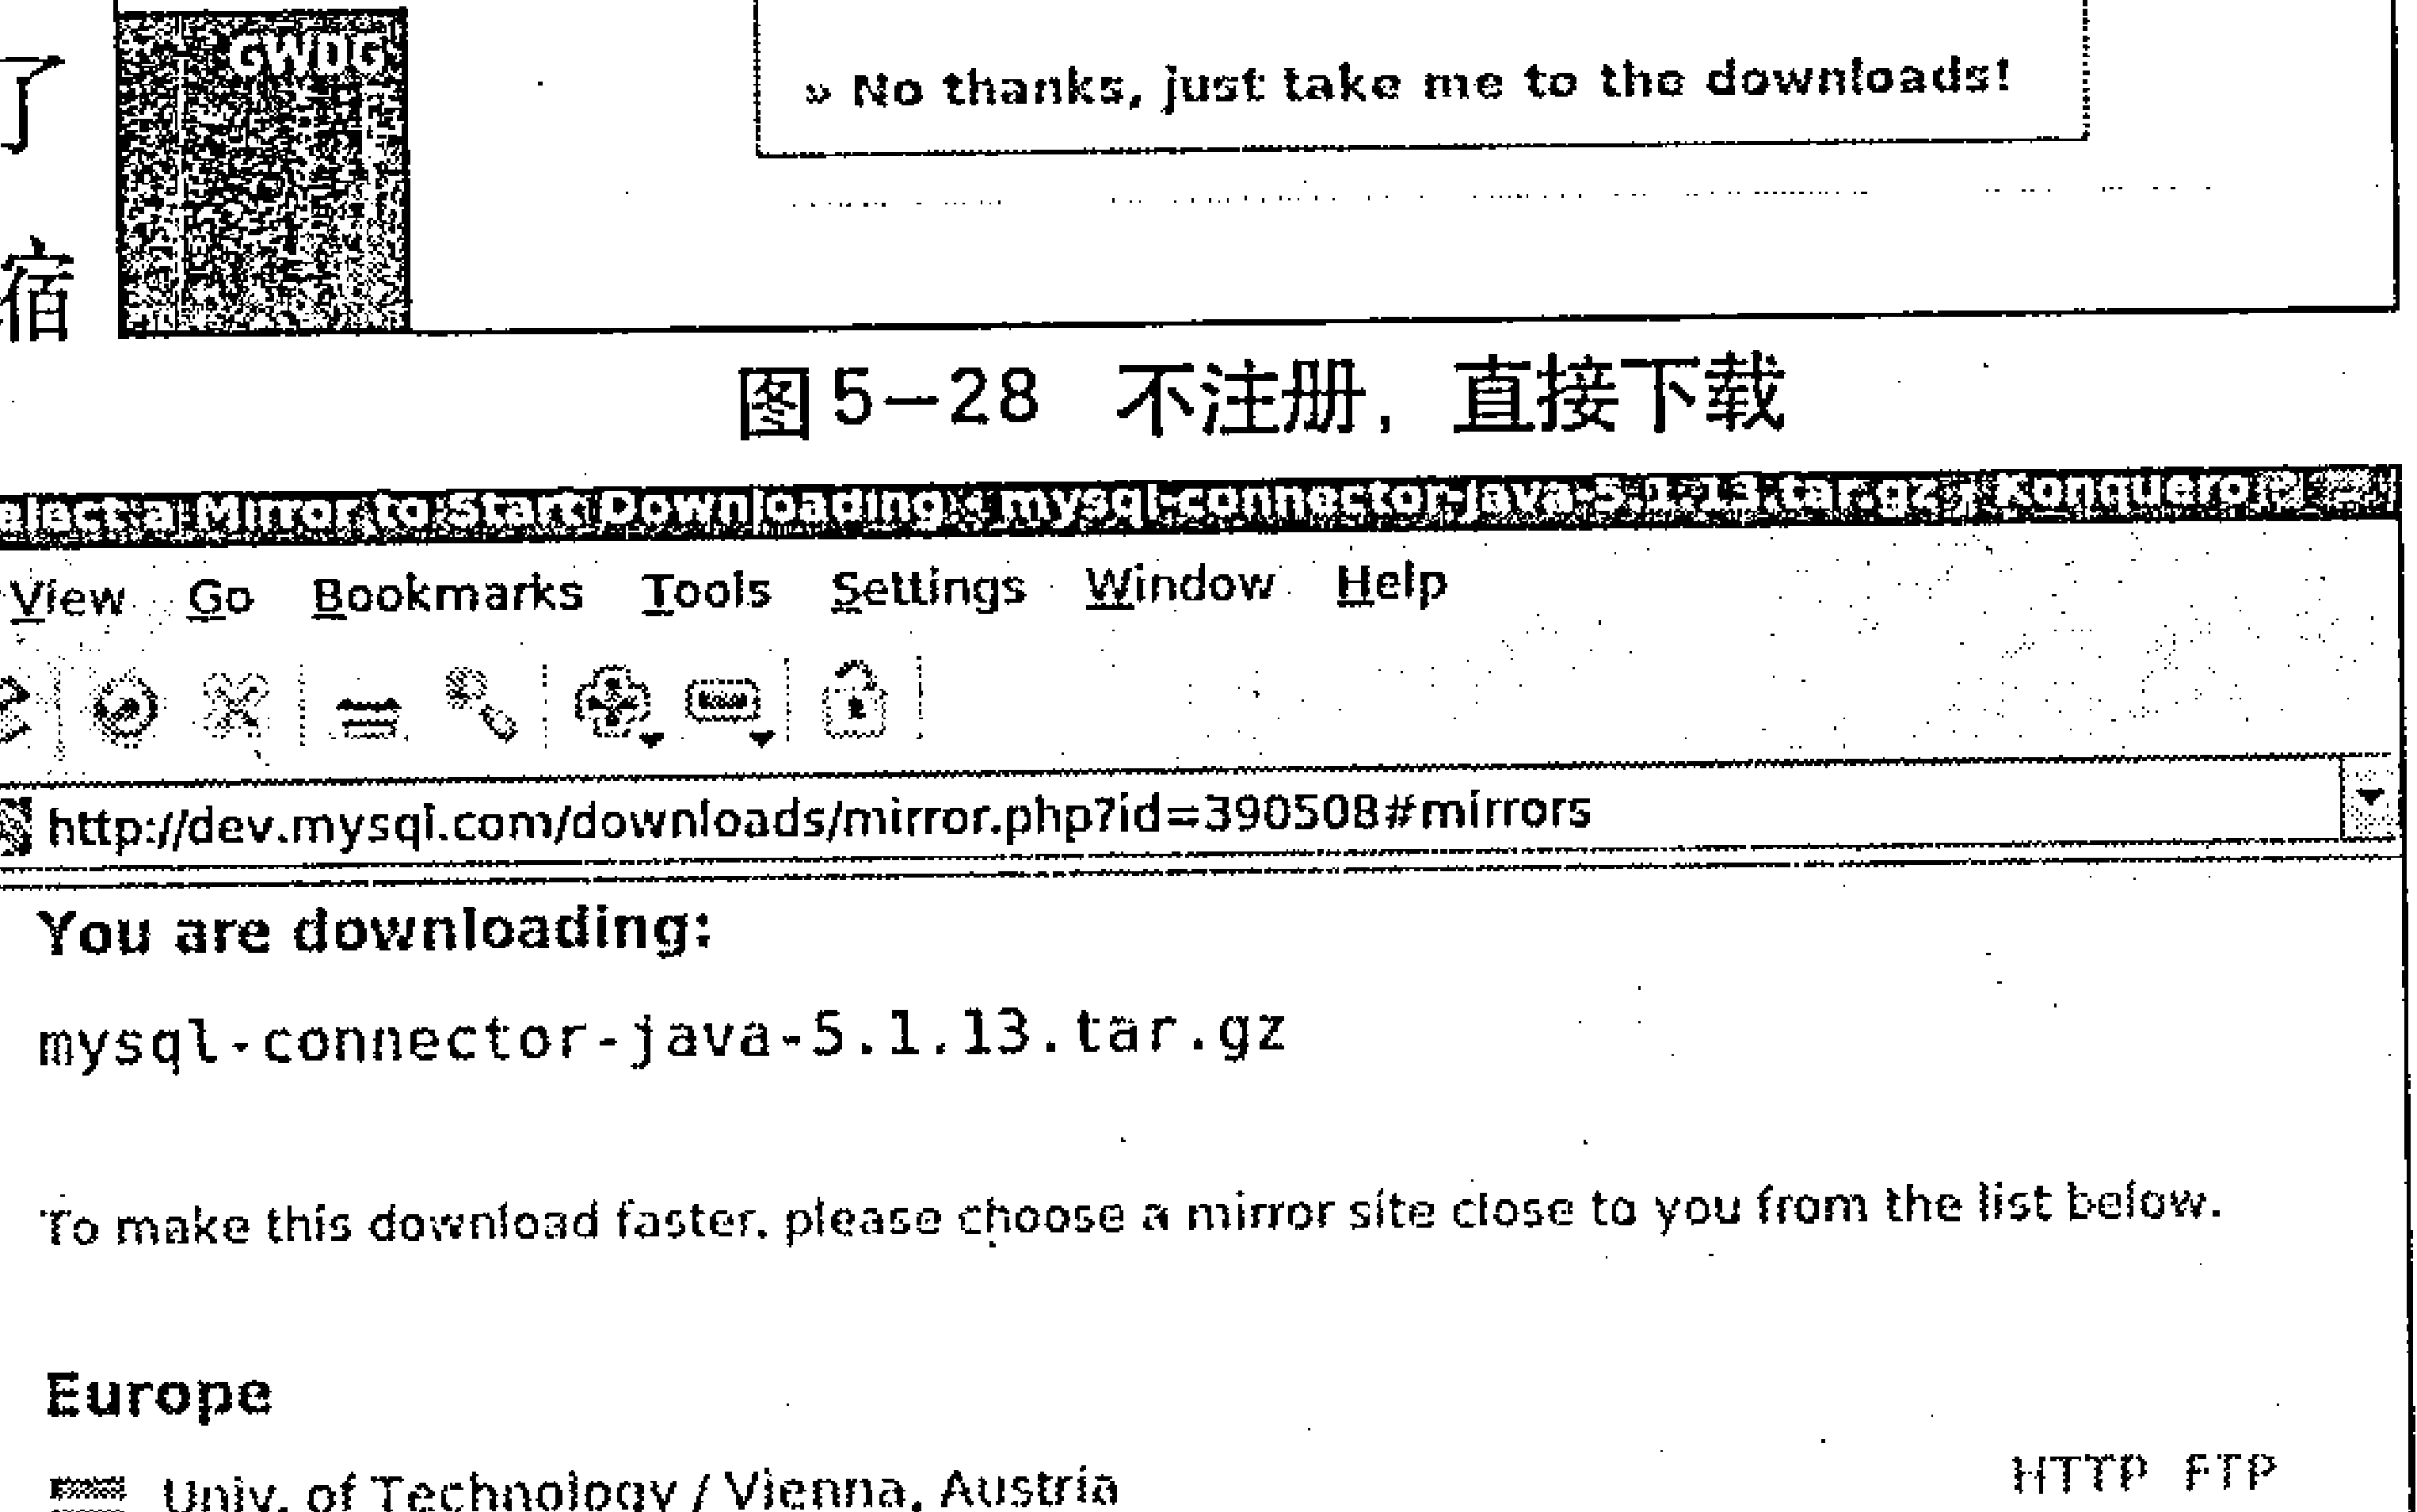 了
GWDG
» No thanks, just take me to the downloads!
宿
图5-28 不注册，直接下载
elect a Mirror to Start Downloading - mysql-connector-java-5.1.13.tar.gz - Konquero
View Go Bookmarks Tools Settings Window Help
http://dev.mysql.com/downloads/mirror.php?id=390508#mirrors
You are downloading:
mysql-connector-java-5.1.13.tar.gz
To make this download faster, please choose a mirror site close to you from the list below.
Europe
Univ. of Technology / Vienna, Austria HTTP FTP